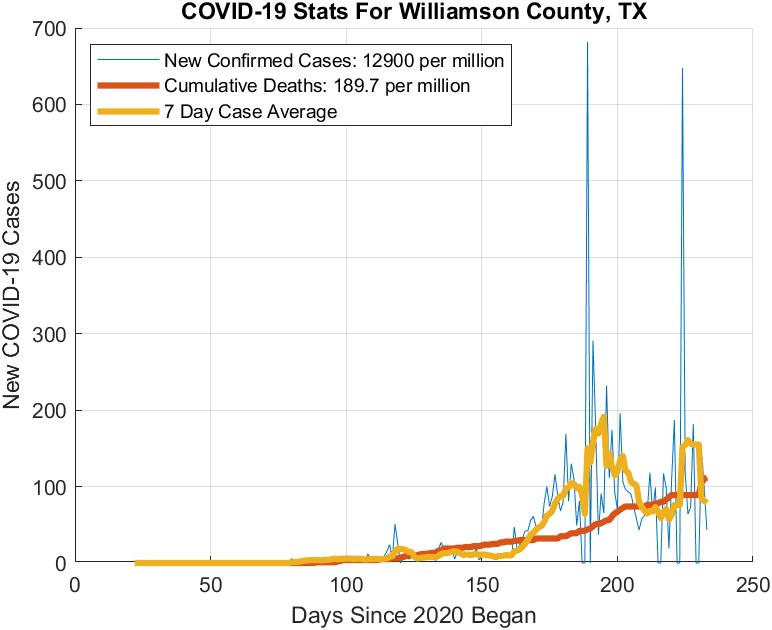 COVID-19 Stats For Williamson County, TX
New Confirmed Cases: 12900 per million
Cumulative Deaths: 189.7 per million
7 Day Case Average
New COVID-19 Cases
700
600
500
400
300
200
100
0
0 50 100 150 200 250
Days Since 2020 Began